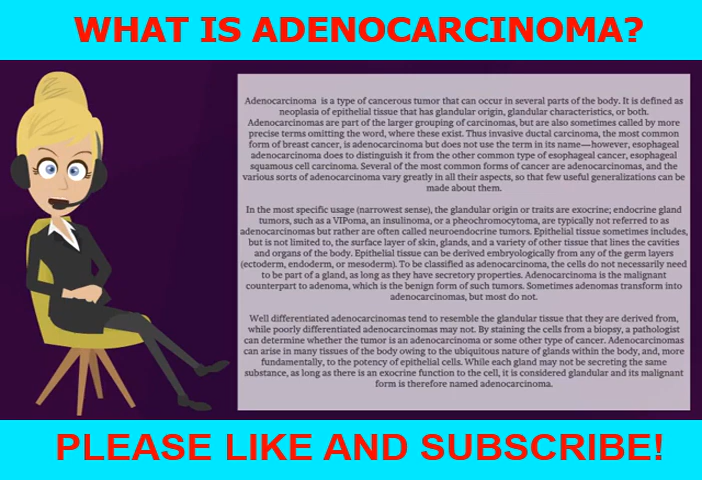 WHAT IS ADENOCARCINOMA?
Adenocarcinoma is a type of cancerous tumor that can occur in several parts of the body. It is defined as
neoplasia of epithelial tissue that has glandular origin, glandular characteristics, or both.
Adenocarcinomas are part of the larger grouping of carcinomas, but are also sometimes called by more
precise terms omitting the word, where these exist. Thus invasive ductal carcinoma, the most common
form of breast cancer, is adenocarcinoma but does not use the term in its name—however, esophageal
adenocarcinoma does to distinguish it from the other common type of esophageal cancer, esophageal
squamous cell carcinoma. Several of the most common forms of cancer are adenocarcinomas, and the
various sorts of adenocarcinoma vary greatly in all their aspects, so that few useful generalizations can be
made about them.
In the most specific usage (narrowest sense), the glandular origin or traits are exocrine; endocrine gland
tumors, such as a VIPoma, an insulinoma, or a pheochromocytoma, are typically not referred to as
adenocarcinomas but rather are often called neuroendocrine tumors. Epithelial tissue sometimes includes,
but is not limited to, the surface layer of skin, glands, and a variety of other tissue that lines the cavities
and organs of the body. Epithelial tissue can be derived embryologically from any of the germ layers
(ectoderm, endoderm, or mesoderm). To be classified as adenocarcinoma, the cells do not necessarily need
to be part of a gland, as long as they have secretory properties. Adenocarcinoma is the malignant
counterpart to adenoma, which is the benign form of such tumors. Sometimes adenomas transform into
adenocarcinomas, but most do not.
Well differentiated adenocarcinomas tend to resemble the glandular tissue that they are derived from,
while poorly differentiated adenocarcinomas may not. By staining the cells from a biopsy, a pathologist
can determine whether the tumor is an adenocarcinoma or some other type of cancer. Adenocarcinomas
can arise in many tissues of the body owing to the ubiquitous nature of glands within the body, and, more
fundamentally, to the potency of epithelial cells. While each gland may not be secreting the same
substance, as long as there is an exocrine function to the cell, it is considered glandular and its malignant
form is therefore named adenocarcinoma.
PLEASE LIKE AND SUBSCRIBE!